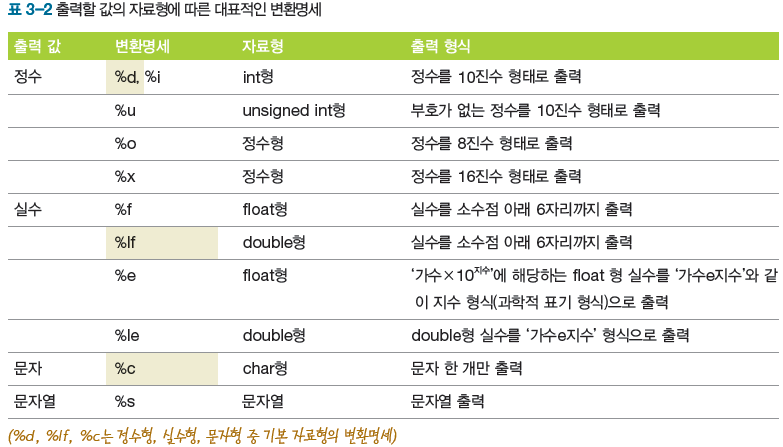 표 3-2 출력할 값의 자료형에 따른 대표적인 변환명세
출력 값 변환명세 자료형 출력 형식
정수 %d, %i int형 정수를 10진수 형태로 출력
%u unsigned int형 부호가 없는 정수를 10진수 형태로 출력
%o 정수형 정수를 8진수 형태로 출력
%x 정수형 정수를 16진수 형태로 출력
실수 %f float형 실수를 소수점 아래 6자리까지 출력
%lf double형 실수를 소수점 아래 6자리까지 출력
%e float형 ‘가수×10지수’에 해당하는 float 형 실수를 ‘가수e지수’와 같
이 지수 형식(과학적 표기 형식)으로 출력
%le double형 double형 실수를 ‘가수e지수’ 형식으로 출력
문자 %c char형 문자 한 개만 출력
문자열 %s 문자열 문자열 출력
(%d, %lf, %c는 정수형, 실수형, 문자형 중 기본 자료형의 변환명세)